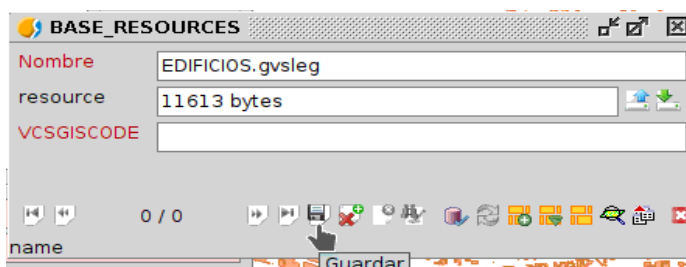 BASE_RESOURCES
Nombre EDIFICIOS.gvsleg
resource 11613 bytes
VCSGISCODE
0 / 0
name
Guardar